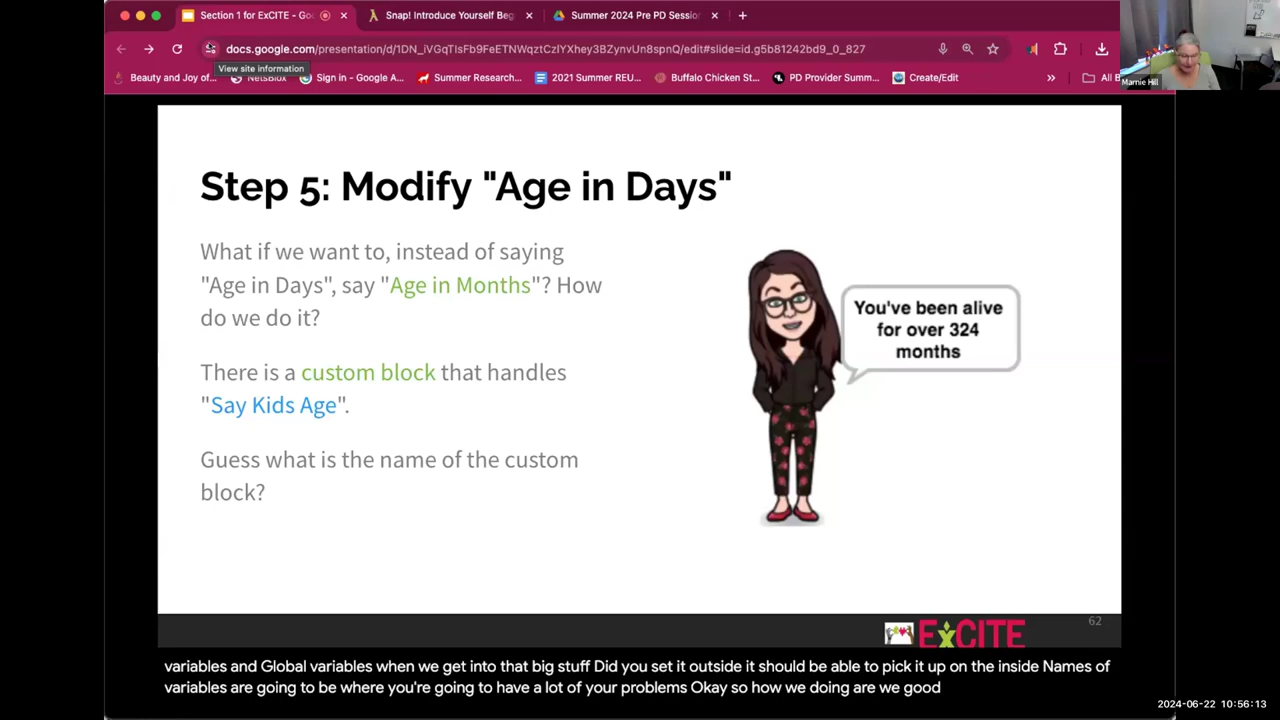 Section 1 for ExCITE - Goo
Snap! Introduce Yourself Beg
Summer 2024 Pre PD Session
docs.google.com/presentation/d/1DN_iVGqTIsFb9FeETNWqztCzIYXhey3BZynvUn8spnQ/edit#slide=id.g5b81242bd9_0_827
View site information
Beauty and Joy of...
NetsBlox
Sign in - Google A...
Summer Research...
2021 Summer REU...
Buffalo Chicken St...
PD Provider Summ...
Create/Edit
»
All B
Marnie Hill
Step 5: Modify "Age in Days"
What if we want to, instead of saying
"Age in Days", say "Age in Months"? How
do we do it?
There is a custom block that handles
"Say Kids Age".
Guess what is the name of the custom
block?
You've been alive
for over 324
months
ExCITE
62
variables and Global variables when we get into that big stuff Did you set it outside it should be able to pick it up on the inside Names of
variables are going to be where you're going to have a lot of your problems Okay so how we doing are we good
2024-06-22 10:56:13